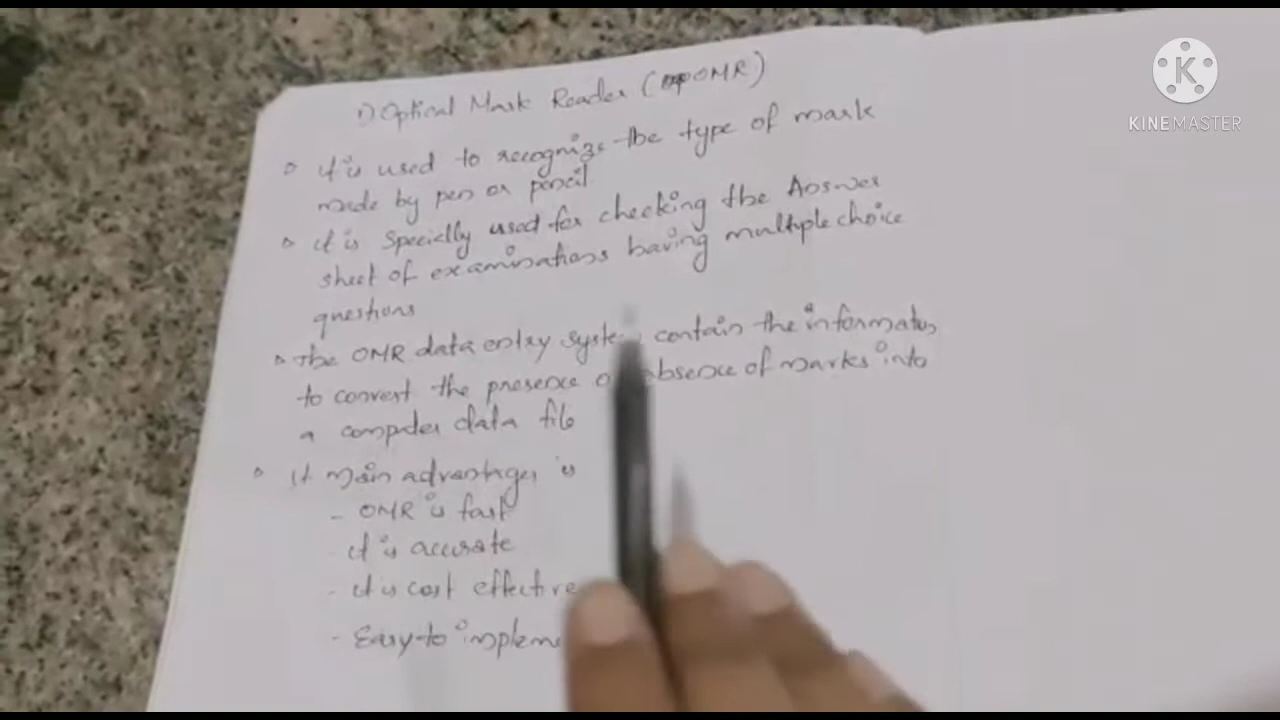 1) Optical Mark Reader (OMR)
it is used to recognize the type of mark
made by pen or pencil.
it is specially used for checking the Answer
sheet of examinations having multiple choice
questions
The OMR data entry system contain the
to convert the presence absence of marks into
a computer data file
It main advantages is
- OMR is fast
- it is accurate
- it is cost effective
- Easy to
KINEMASTER